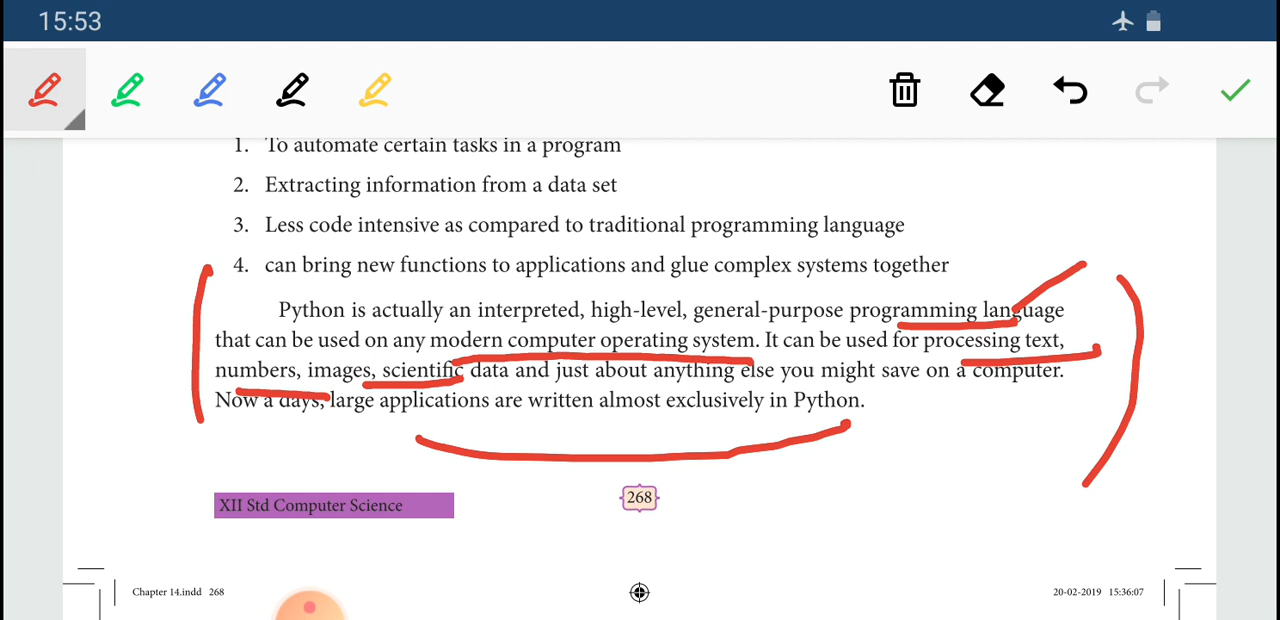 15:53
1. To automate certain tasks in a program
2. Extracting information from a data set
3. Less code intensive as compared to traditional programming language
4. can bring new functions to applications and glue complex systems together
Python is actually an interpreted, high-level, general-purpose programming language
that can be used on any modern computer operating system. It can be used for processing text,
numbers, images, scientific data and just about anything else you might save on a computer.
Now a days, large applications are written almost exclusively in Python.
XII Std Computer Science
268
Chapter 14.indd 268
20-02-2019 15:36:07